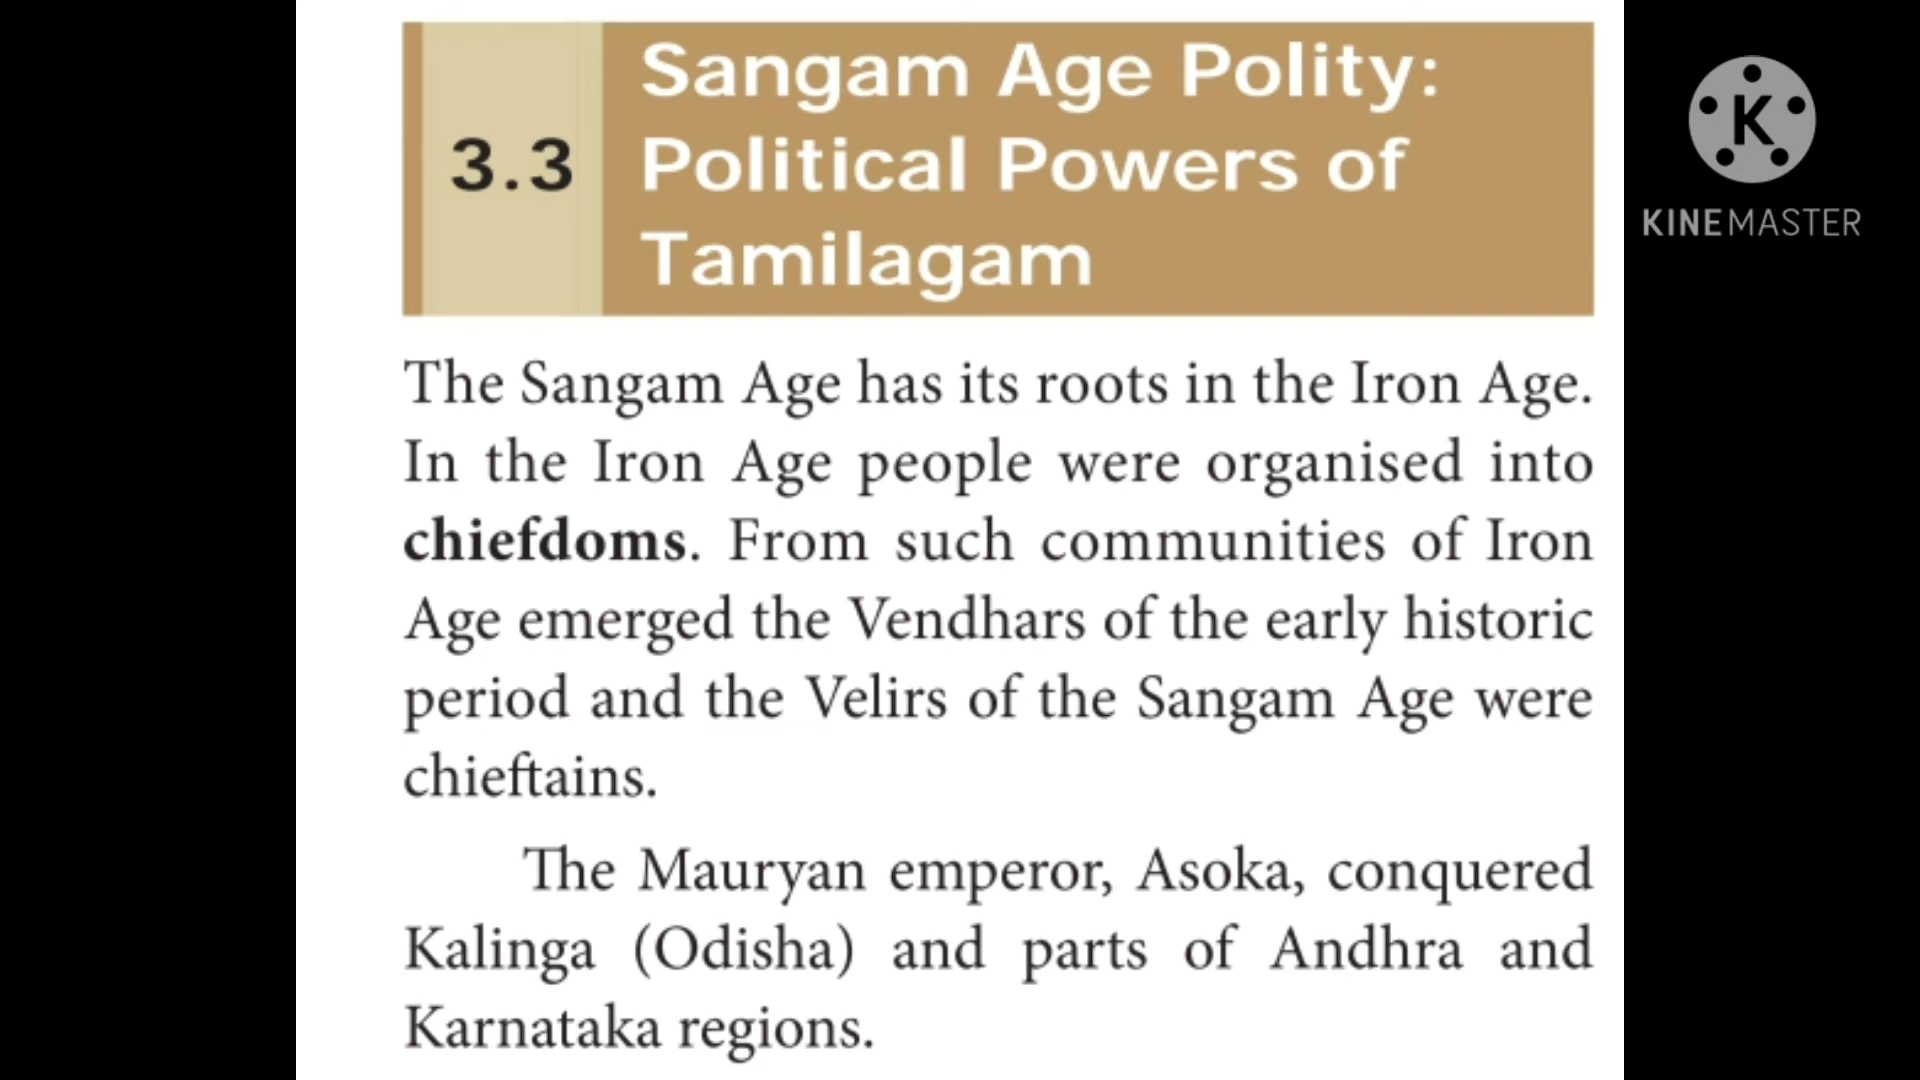 3.3
Sangam Age Polity:
Political Powers of
Tamilagam
The Sangam Age has its roots in the Iron Age.
In the Iron Age people were organised into
chiefdoms. From such communities of Iron
Age emerged the Vendhars of the early historic
period and the Velirs of the Sangam Age were
chieftains.
The Mauryan emperor, Asoka, conquered
Kalinga (Odisha) and parts of Andhra and
Karnataka regions.
K
KINEMASTER